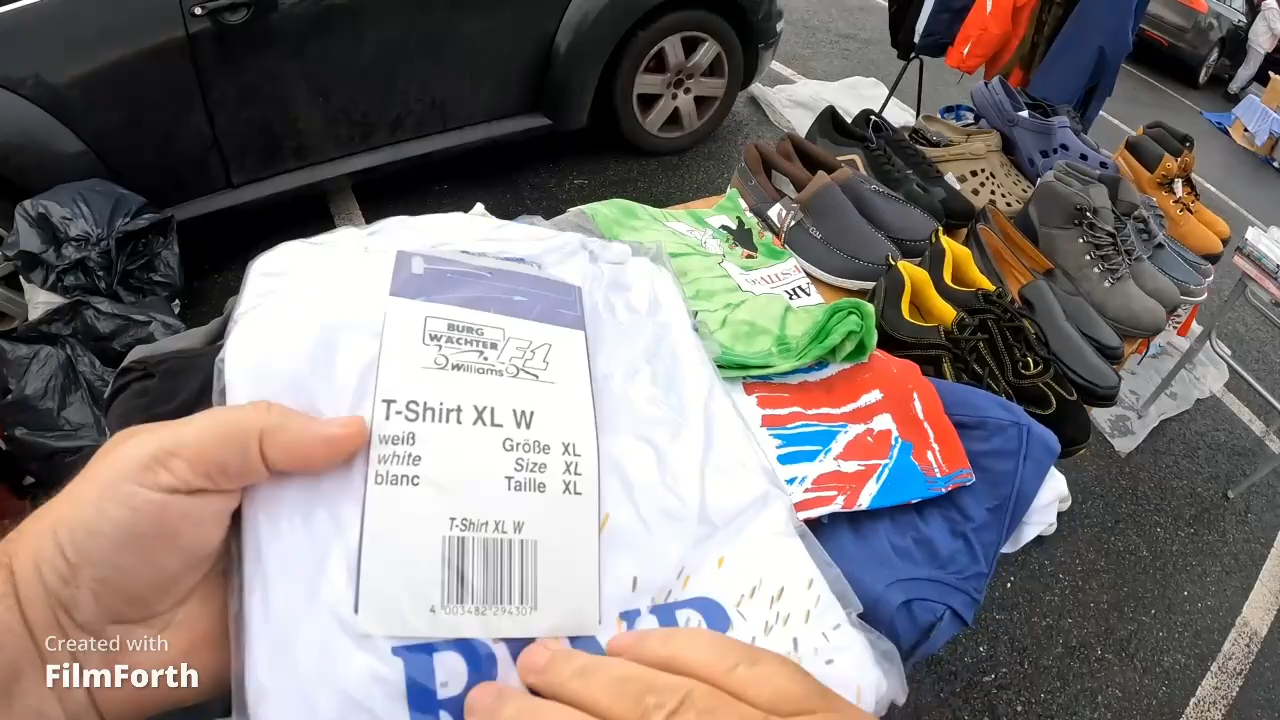 BURG
WÄCHTER
F1
Williams
T-Shirt XL W
weiß Größe XL
white Size XL
blanc Taille XL
T-Shirt XL W
4 003482 294307
Created with
FilmForth